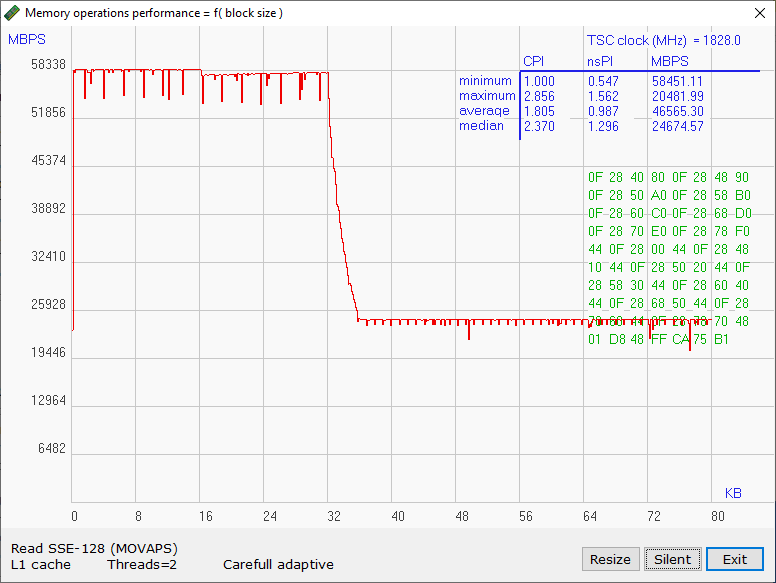 Memory operations performance = f( block size )
MBPS
TSC clock (MHz) = 1828.0
CPI nsPI MBPS
minimum 1.000 0.547 58451.11
maximum 2.856 1.562 20481.99
average 1.805 0.987 46565.30
median 2.370 1.296 24674.57
58338
51856
45374
38892
32410
25928
19446
12964
6482
0F 28 40 80 0F 28 48 90
0F 28 50 A0 0F 28 58 B0
0F 28 60 C0 0F 28 68 D0
0F 28 70 E0 0F 28 78 F0
44 0F 28 00 44 0F 28 48
10 44 0F 28 50 20 44 0F
28 58 30 44 0F 28 60 40
44 0F 28 68 50 44 0F 28
70 60 44 0F 28 78 70 48
01 D8 48 FF CA 75 B1
KB
0 8 16 24 32 40 48 56 64 72 80
Read SSE-128 (MOVAPS)
L1 cache Threads=2 Carefull adaptive
Resize Silent Exit